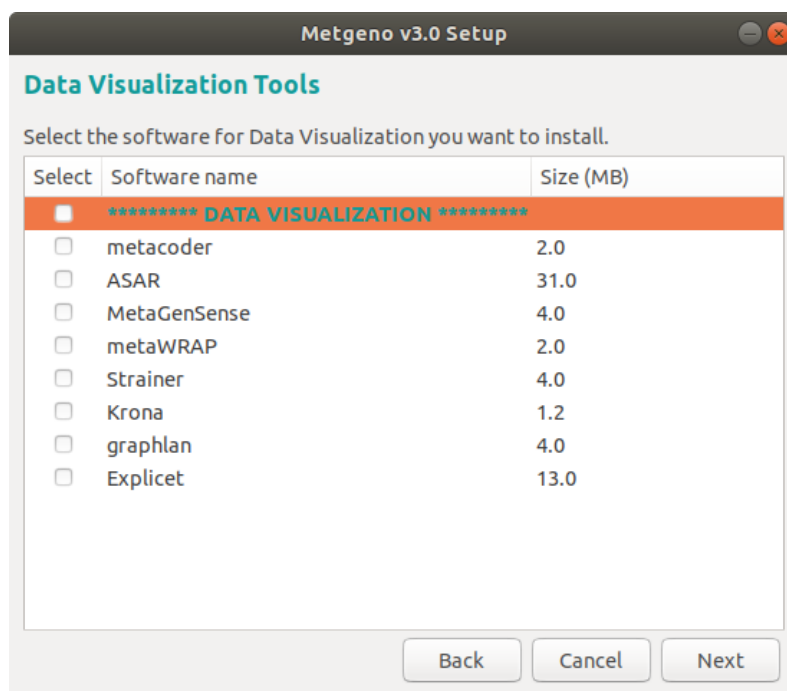 Metgeno v3.0 Setup
Data Visualization Tools
Select the software for Data Visualization you want to install.
Select Software name Size (MB)
********* DATA VISUALIZATION *********
metacoder 2.0
ASAR 31.0
MetaGenSense 4.0
metaWRAP 2.0
Strainer 4.0
Krona 1.2
graphlan 4.0
Explicet 13.0
Back Cancel Next